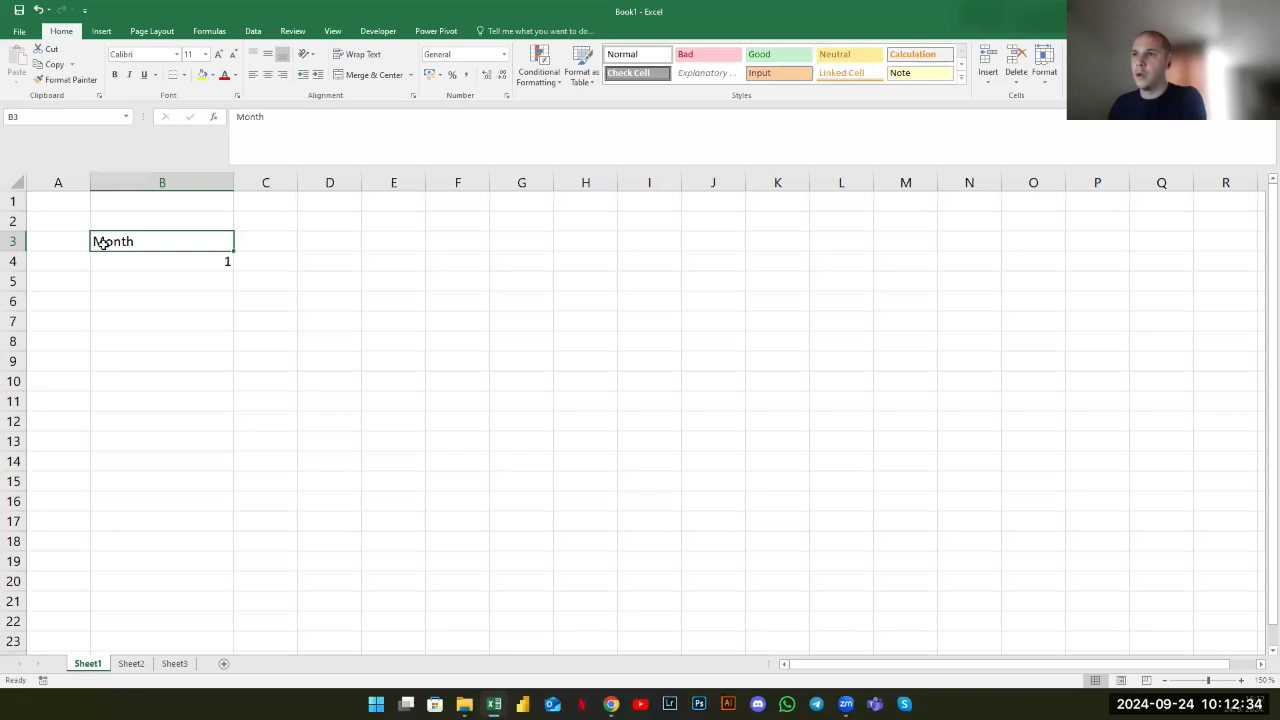 Book1 - Excel
File Home Insert Page Layout Formulas Data Review View Developer Power Pivot Tell me what you want to do...
Paste
Cut
Copy
Format Painter
Clipboard
Calibri 11
B I U
Font
Wrap Text
Merge & Center
Alignment
General
%
Number
Conditional Formatting
Format as Table
Normal Bad Good Neutral Calculation
Check Cell Explanatory ... Input Linked Cell Note
Styles
Insert Delete Format
Cells
B3 fx Month
A B C D E F G H I J K L M N O P Q R
1
2
3 Month
4 1
5
6
7
8
9
10
11
12
13
14
15
16
17
18
19
20
21
22
23
Sheet1 Sheet2 Sheet3
Ready 150 %
2024-09-24 10:12:34